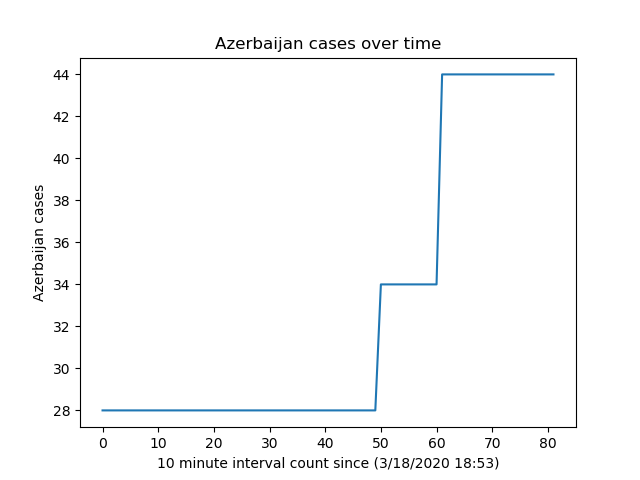 Azerbaijan cases over time
44
42
40
38
36
34
32
30
28
Azerbaijan cases
0 10 20 30 40 50 60 70 80
10 minute interval count since (3/18/2020 18:53)